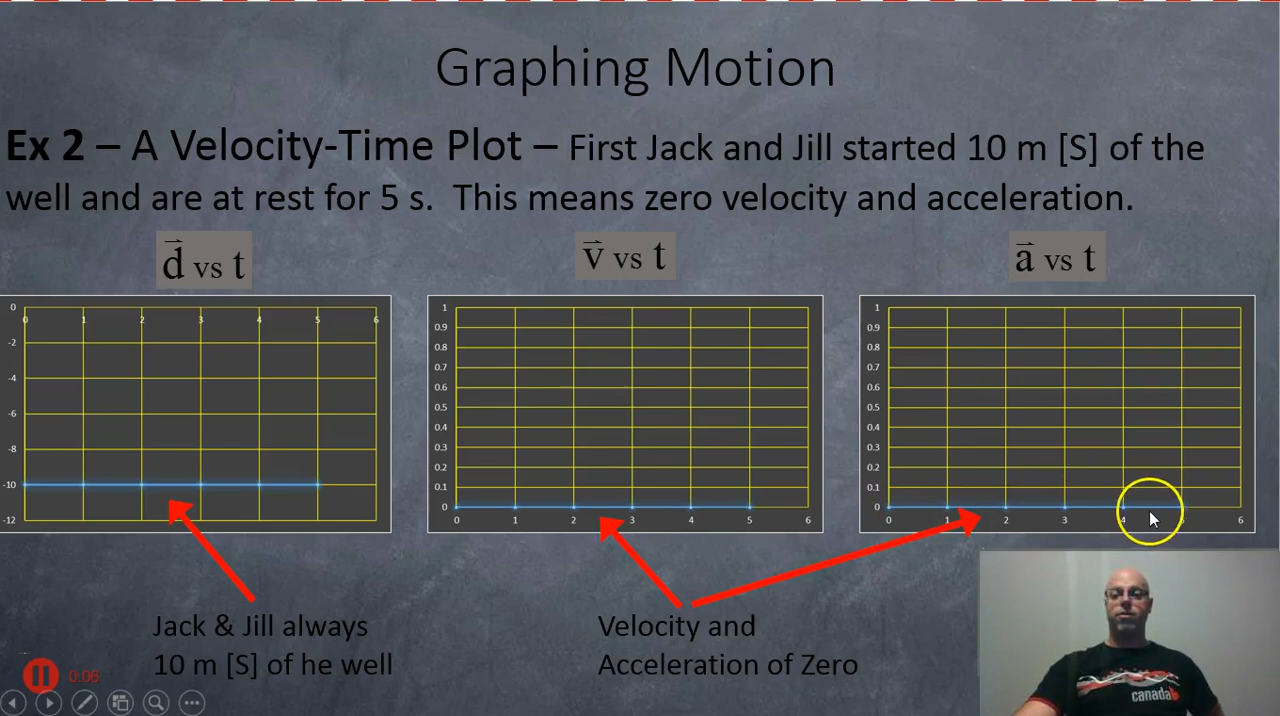 Graphing Motion
Ex 2 – A Velocity-Time Plot – First Jack and Jill started 10 m [S] of the
well and are at rest for 5 s. This means zero velocity and acceleration.
d vs t
v vs t
a vs t
0
0 1 2 3 4 5 6
-2
-4
-6
-8
-10
-12
1
0.9
0.8
0.7
0.6
0.5
0.4
0.3
0.2
0.1
0
0 1 2 3 4 5 6
1
0.9
0.8
0.7
0.6
0.5
0.4
0.3
0.2
0.1
0
0 1 2 3 4 5 6
Jack & Jill always
10 m [S] of he well
Velocity and
Acceleration of Zero
0:06
canada